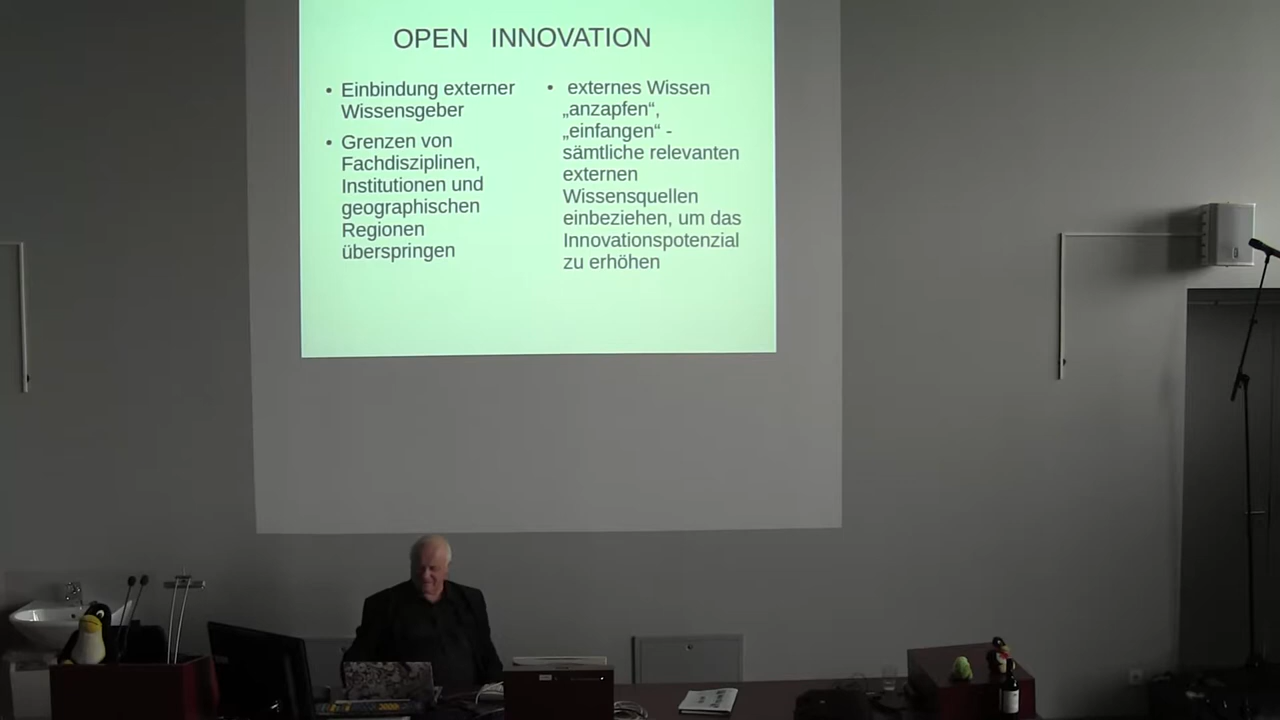 OPEN INNOVATION
• Einbindung externer
Wissensgeber
• Grenzen von
Fachdisziplinen,
Institutionen und
geographischen
Regionen
überspringen
• externes Wissen
„anzapfen“,
„einfangen“ -
sämtliche relevanten
externen
Wissensquellen
einbeziehen, um das
Innovationspotenzial
zu erhöhen